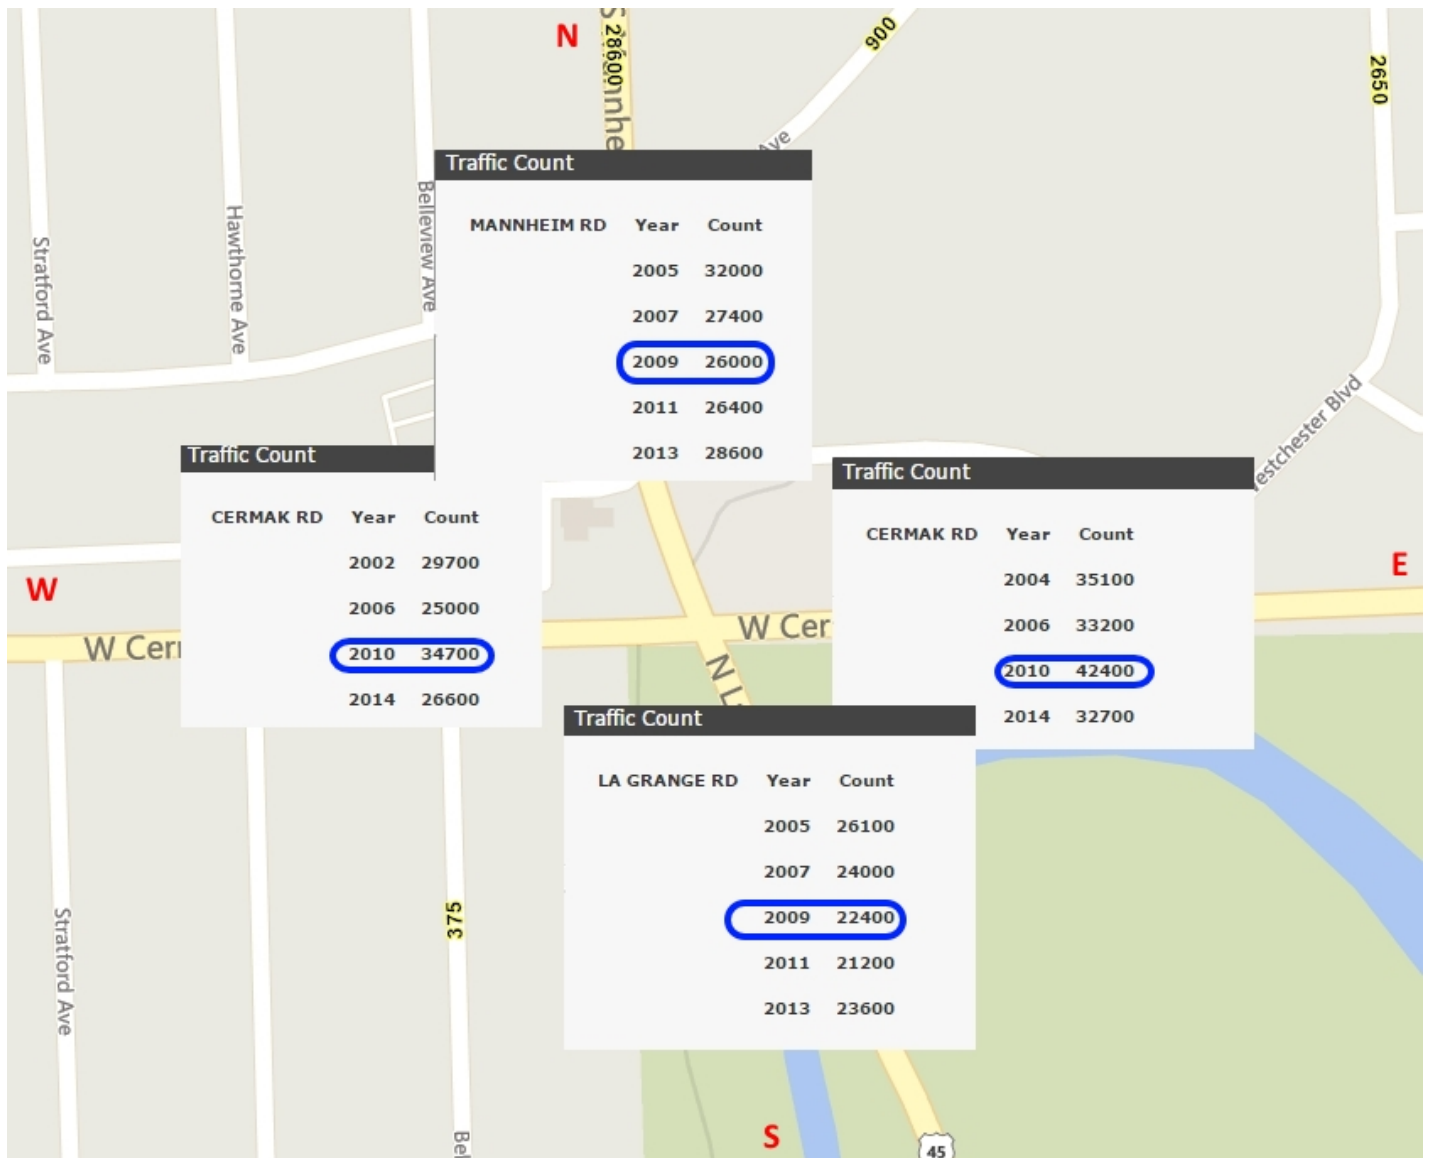 N
28600
900
2650
Ave
Traffic Count
MANNHEIM RD Year Count
2005 32000
2007 27400
2009 26000
2011 26400
2013 28600
Stratford Ave
Hawthorne Ave
Belleview Ave
Westchester Blvd
Traffic Count
CERMAK RD Year Count
2002 29700
2006 25000
2010 34700
2014 26600
Traffic Count
CERMAK RD Year Count
2004 35100
2006 33200
2010 42400
2014 32700
W
E
W Cer
W Cer
N L
Traffic Count
LA GRANGE RD Year Count
2005 26100
2007 24000
2009 22400
2011 21200
2013 23600
Stratford Ave
375
Bel
S
45